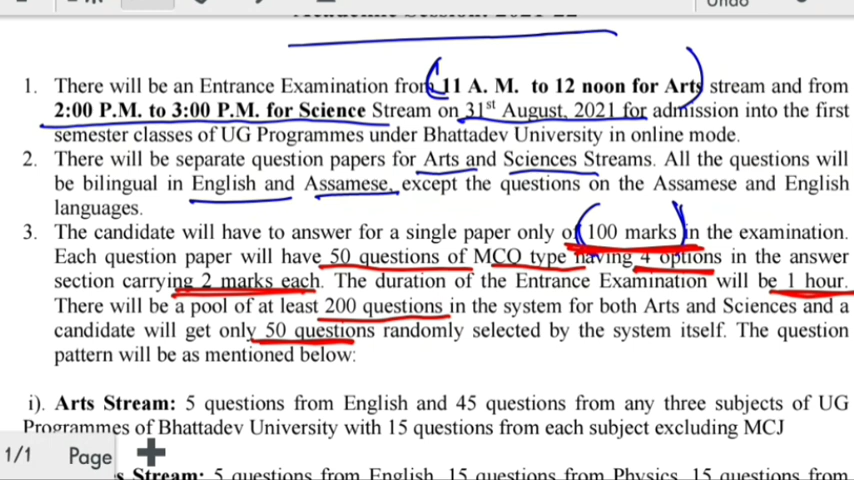 Undo
Academic Session: 2021-22
1. There will be an Entrance Examination from 11 A. M. to 12 noon for Arts stream and from
2:00 P.M. to 3:00 P.M. for Science Stream on 31st August, 2021 for admission into the first
semester classes of UG Programmes under Bhattadev University in online mode.
2. There will be separate question papers for Arts and Sciences Streams. All the questions will
be bilingual in English and Assamese, except the questions on the Assamese and English
languages.
3. The candidate will have to answer for a single paper only of 100 marks in the examination.
Each question paper will have 50 questions of MCQ type having 4 options in the answer
section carrying 2 marks each. The duration of the Entrance Examination will be 1 hour.
There will be a pool of at least 200 questions in the system for both Arts and Sciences and a
candidate will get only 50 questions randomly selected by the system itself. The question
pattern will be as mentioned below:
i). Arts Stream: 5 questions from English and 45 questions from any three subjects of UG
Programmes of Bhattadev University with 15 questions from each subject excluding MCJ
1/1 Page
s Stream: 5 questions from English, 15 questions from Physics, 15 questions from